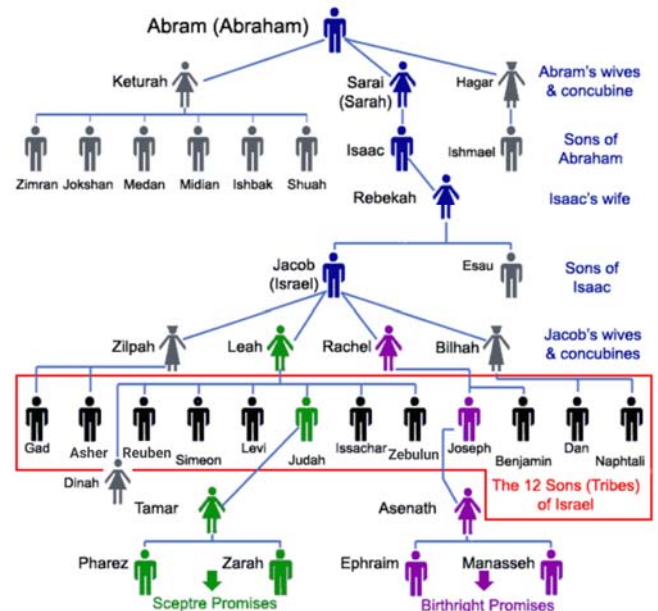 Abram (Abraham)
Keturah
Sarai
(Sarah)
Hagar
Abram's wives
& concubine
Zimran
Jokshan
Medan
Midian
Ishbak
Shuah
Isaac
Ishmael
Sons of
Abraham
Rebekah
Isaac's wife
Jacob
(Israel)
Esau
Sons of
Isaac
Zilpah
Leah
Rachel
Bilhah
Jacob's wives
& concubines
Gad
Asher
Reuben
Simeon
Levi
Judah
Issachar
Zebulun
Joseph
Benjamin
Dan
Naphtali
Dinah
The 12 Sons (Tribes)
of Israel
Tamar
Asenath
Pharez
Zarah
Ephraim
Manasseh
Sceptre Promises
Birthright Promises